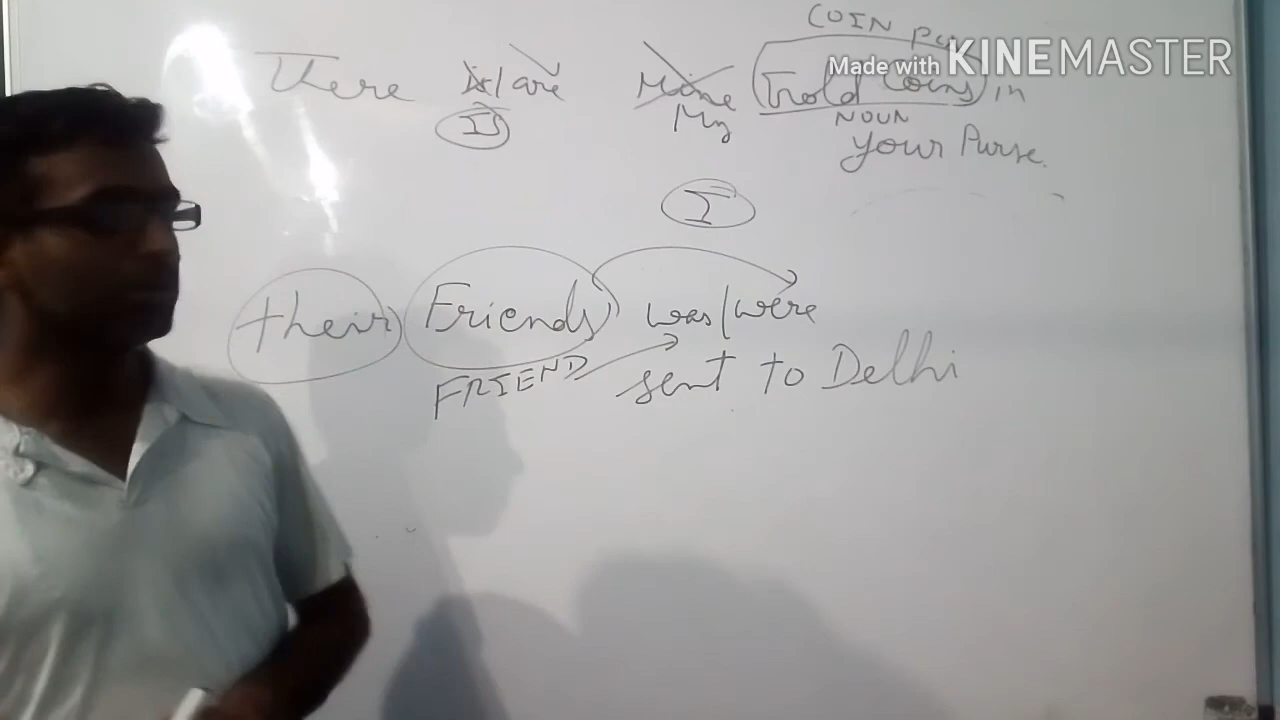 COIN
Made with KINEMASTER
There is/are Mine Gold Coins in
IS My NOUN
your Purse.
I
their Friends was/were
FRIEND sent to Delhi